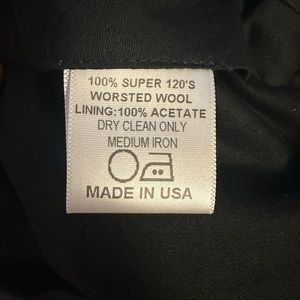 100% SUPER 120'S
WORSTED WOOL
LINING:100% ACETATE
DRY CLEAN ONLY
MEDIUM IRON
MADE IN USA